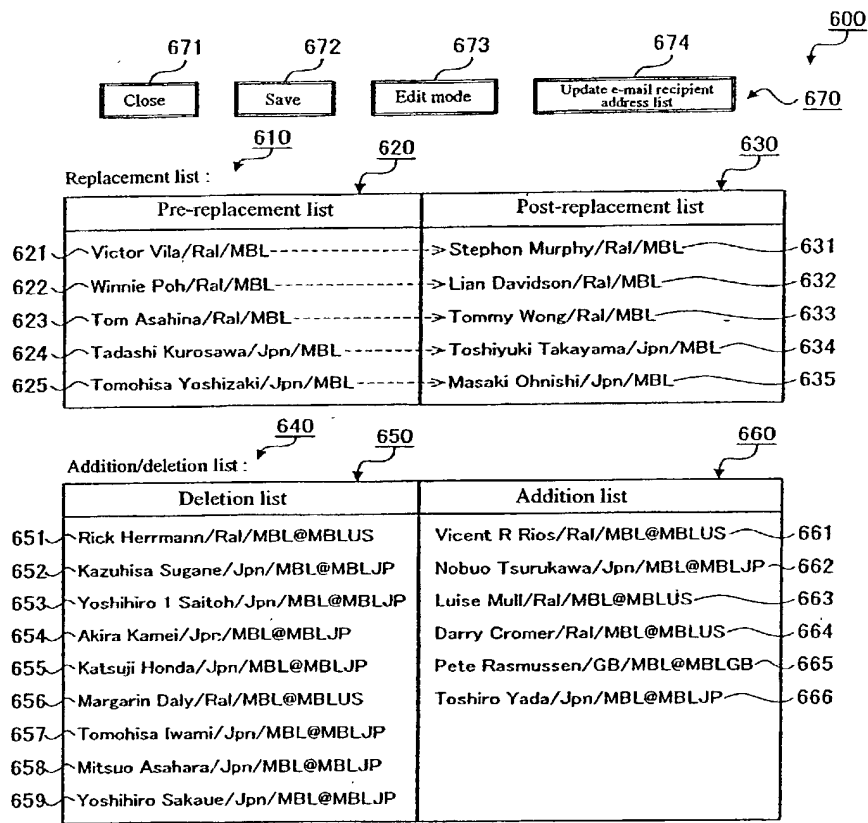 600
671 672 673 674
Close Save Edit mode Update e-mail recipient address list 670
610 620 630
Replacement list :
Pre-replacement list Post-replacement list
621 Victor Vila/Ral/MBL Stephon Murphy/Ral/MBL 631
622 Winnie Poh/Ral/MBL Lian Davidson/Ral/MBL 632
623 Tom Asahina/Ral/MBL Tommy Wong/Ral/MBL 633
624 Tadashi Kurosawa/Jpn/MBL Toshiyuki Takayama/Jpn/MBL 634
625 Tomohisa Yoshizaki/Jpn/MBL Masaki Ohnishi/Jpn/MBL 635
640 650 660
Addition/deletion list :
Deletion list Addition list
651 Rick Herrmann/Ral/MBL@MBLUS Vicent R Rios/Ral/MBL@MBLUS 661
652 Kazuhisa Sugane/Jpn/MBL@MBLJP Nobuo Tsurukawa/Jpn/MBL@MBLJP 662
653 Yoshihiro 1 Saitoh/Jpn/MBL@MBLJP Luise Mull/Ral/MBL@MBLUS 663
654 Akira Kamei/Jpn/MBL@MBLJP Darry Cromer/Ral/MBL@MBLUS 664
655 Katsuji Honda/Jpn/MBL@MBLJP Pete Rasmussen/GB/MBL@MBLGB 665
656 Margarin Daly/Ral/MBL@MBLUS Toshiro Yada/Jpn/MBL@MBLJP 666
657 Tomohisa Iwami/Jpn/MBL@MBLJP
658 Mitsuo Asahara/Jpn/MBL@MBLJP
659 Yoshihiro Sakaue/Jpn/MBL@MBLJP